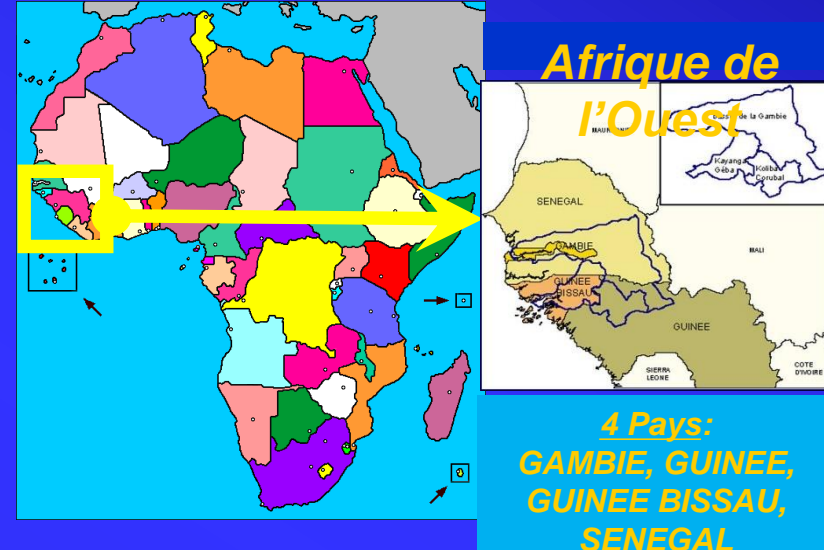 Afrique de
l'Ouest
de la Gambie
Kayanga
Géba
Koliba
Corubal
SENEGAL
GAMBIE
MALI
GUINEE
BISSAU
GUINEE
SIERRA
LEONE
COTE
D'IVOIRE
4 Pays:
GAMBIE, GUINEE,
GUINEE BISSAU,
SENEGAL